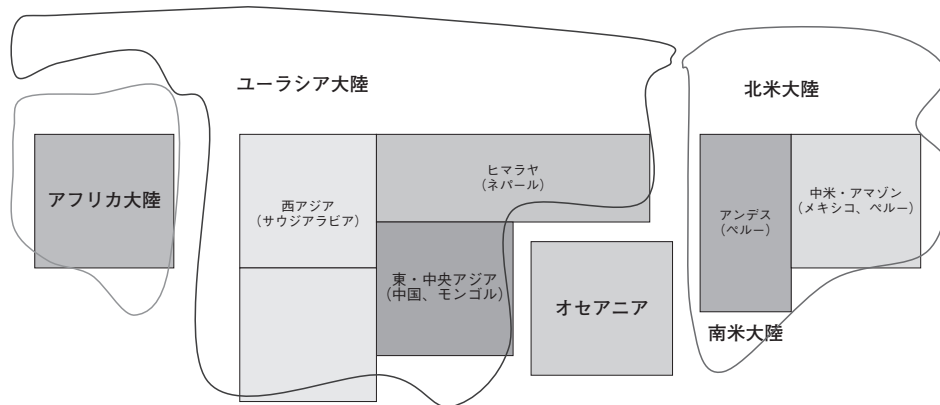 ユーラシア大陸
北米大陸
アフリカ大陸
西アジア
(サウジアラビア)
ヒマラヤ
(ネパール)
東・中央アジア
(中国、モンゴル)
オセアニア
アンデス
(ペルー)
中米・アマゾン
(メキシコ、ペルー)
南米大陸